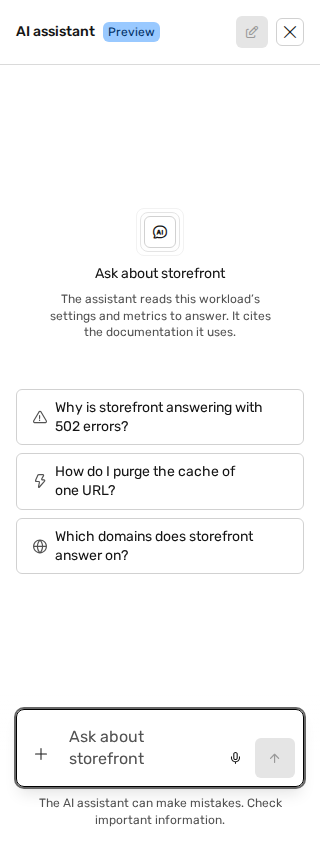 AI assistant
Preview
AI
Ask about storefront
The assistant reads this workload's
settings and metrics to answer. It cites
the documentation it uses.
Why is storefront answering with
502 errors?
How do I purge the cache of
one URL?
Which domains does storefront
answer on?
Ask about
storefront
The AI assistant can make mistakes. Check
important information.